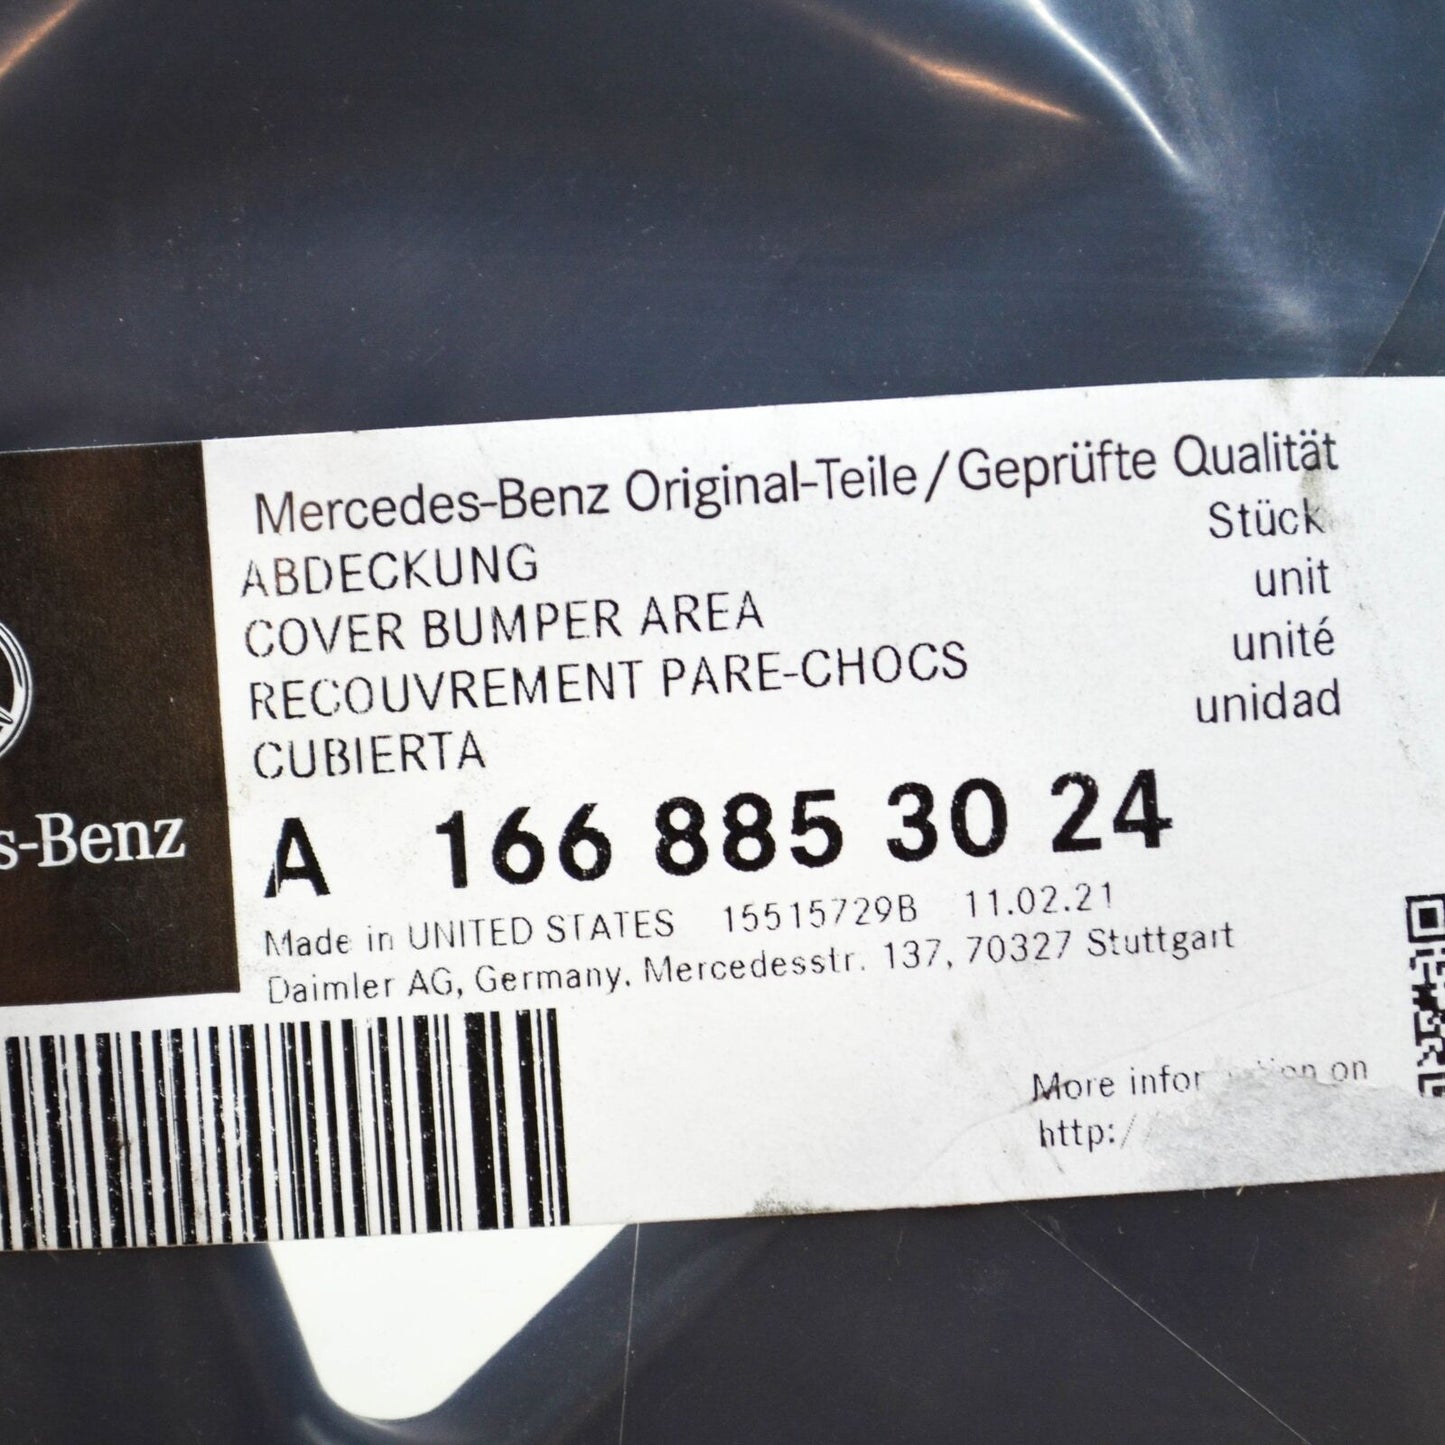 Mercedes-Benz Original-Teile/Geprüfte Qualität
ABDECKUNG Stück
COVER BUMPER AREA unit
RECOUVREMENT PARE-CHOCS unité
CUBIERTA unidad
s-Benz
A 166 885 30 24
Made in UNITED STATES 15515729B 11.02.21
Daimler AG, Germany. Mercedesstr. 137, 70327 Stuttgart
More on
http:/